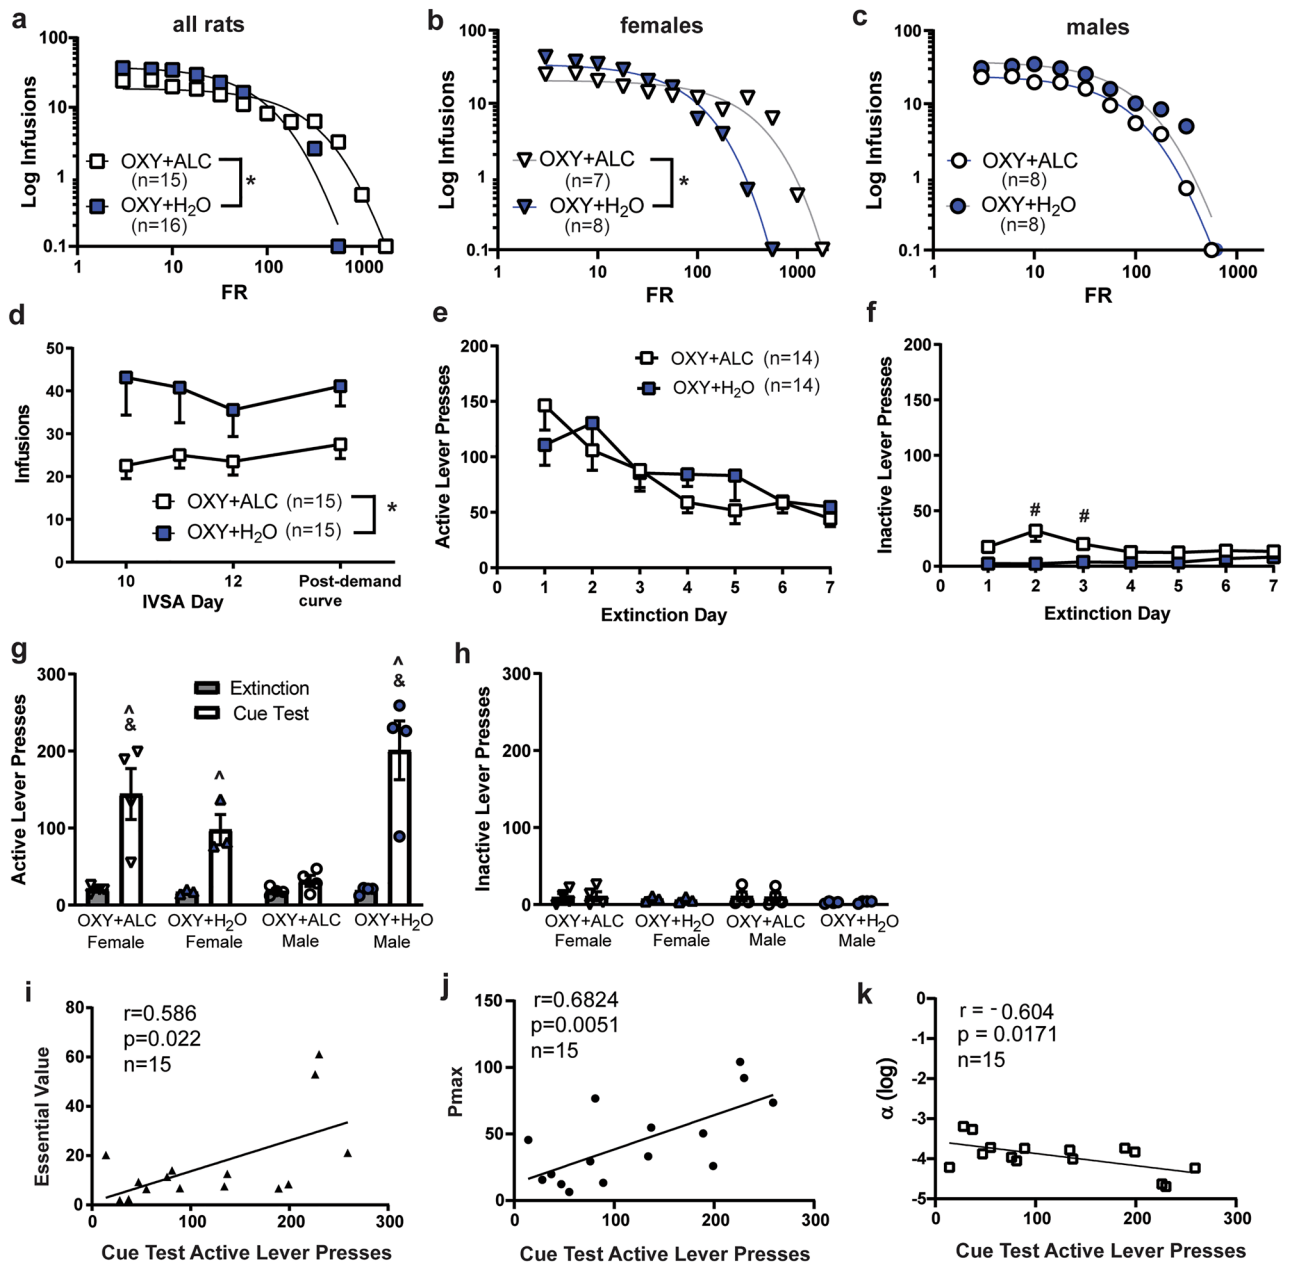 a
all rats
100
10
1
0.1
Log Infusions
OXY+ALC
(n=15)
OXY+H2O
(n=16)
*
1 10 100 1000
FR
b
females
100
10
1
0.1
Log Infusions
OXY+ALC
(n=7)
OXY+H2O
(n=8)
*
1 10 100 1000
FR
c
males
100
10
1
0.1
Log Infusions
OXY+ALC
(n=8)
OXY+H2O
(n=8)
1 10 100 1000
FR
d
50
40
30
20
10
0
Infusions
OXY+ALC (n=15)
OXY+H2O (n=15)
*
10 12 Post-demand
curve
IVSA Day
e
200
150
100
50
0
Active Lever Presses
OXY+ALC (n=14)
OXY+H2O (n=14)
0 1 2 3 4 5 6 7
Extinction Day
f
200
150
100
50
0
Inactive Lever Presses
# #
0 1 2 3 4 5 6 7
Extinction Day
g
300
200
100
0
Active Lever Presses
Extinction
Cue Test
^
&
^
^
&
OXY+ALC OXY+H2O OXY+ALC OXY+H2O
Female Female Male Male
h
300
200
100
0
Inactive Lever Presses
OXY+ALC OXY+H2O OXY+ALC OXY+H2O
Female Female Male Male
i
80
60
40
20
0
Essential Value
r=0.586
p=0.022
n=15
0 100 200 300
Cue Test Active Lever Presses
j
150
100
50
0
Pmax
r=0.6824
p=0.0051
n=15
0 100 200 300
Cue Test Active Lever Presses
k
0
-1
-2
-3
-4
-5
α (log)
r = -0.604
p = 0.0171
n=15
0 100 200 300
Cue Test Active Lever Presses